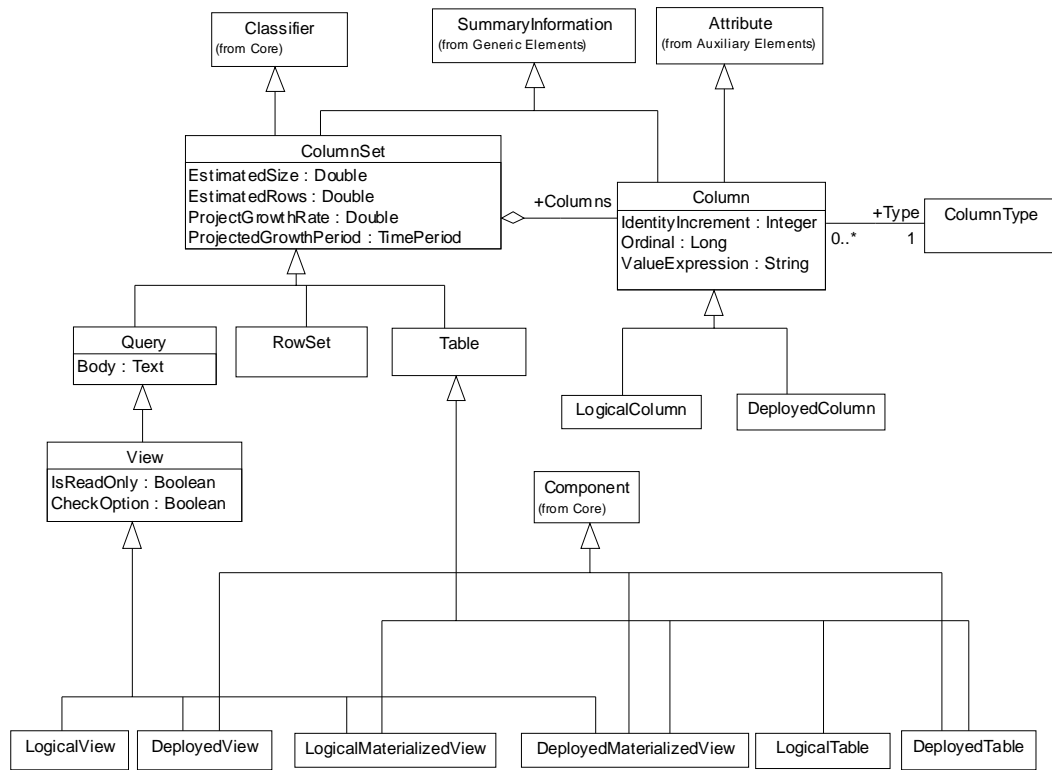 Classifier
(from Core)
SummaryInformation
(from Generic Elements)
Attribute
(from Auxiliary Elements)
ColumnSet
EstimatedSize : Double
EstimatedRows : Double
ProjectGrowthRate : Double
ProjectedGrowthPeriod : TimePeriod
+Columns
Column
IdentityIncrement : Integer
Ordinal : Long
ValueExpression : String
+Type
0..*
1
ColumnType
Query
Body : Text
RowSet
Table
LogicalColumn
DeployedColumn
View
IsReadOnly : Boolean
CheckOption : Boolean
Component
(from Core)
LogicalView
DeployedView
LogicalMaterializedView
DeployedMaterializedView
LogicalTable
DeployedTable